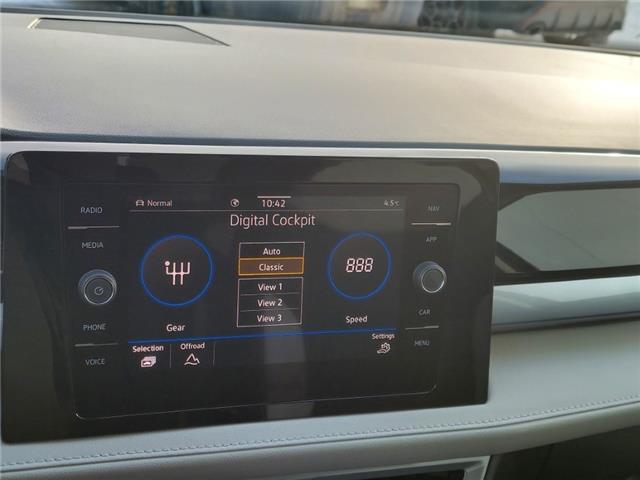 RADIO
MEDIA
PHONE
VOICE
Normal
10:42
4.5°C
Digital Cockpit
Auto
Classic
View 1
View 2
View 3
Gear
888
Speed
Selection
Offroad
Settings
NAV
APP
CAR
MENU